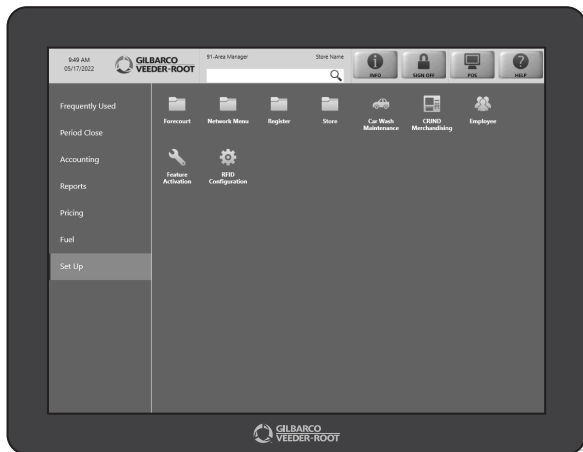 9:49 AM
05/17/2022
GILBARCO
VEEDER-ROOT
91-Area Manager
Store Name
INFO
SIGN OFF
POS
HELP
Frequently Used
Period Close
Accounting
Reports
Pricing
Fuel
Set Up
Forecourt
Network Menu
Register
Store
Car Wash
Maintenance
CRIND
Merchandising
Employee
Feature
Activation
RFID
Configuration
GILBARCO
VEEDER-ROOT